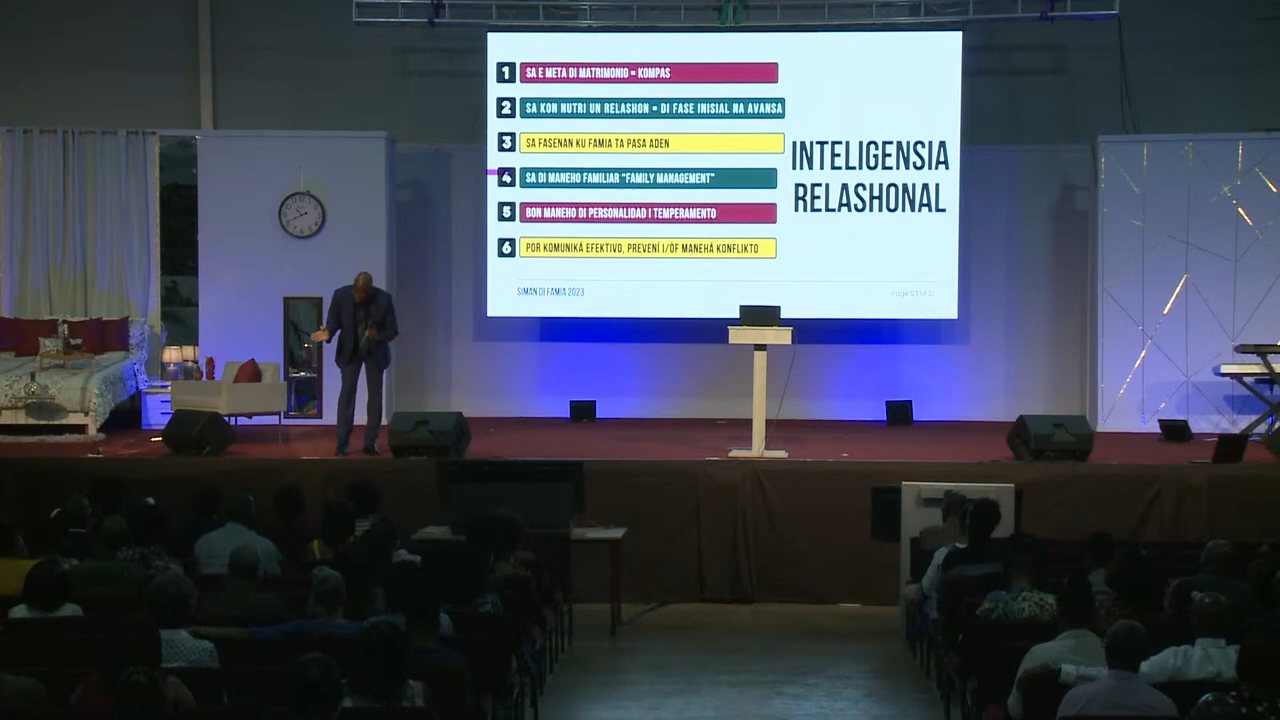 1 SA E META DI MATRIMONIO = KOMPAS
2 SA KON NUTRI UN RELASHON = DI FASE INISIAL NA AVANSA
3 SA FASENAN KU FAMIA TA PASA ADEN
4 SA DI MANEHO FAMILIAR "FAMILY MANAGEMENT"
5 BON MANEHO DI PERSONALIDAD I TEMPERAMENTO
6 POR KOMUNIKÁ EFEKTIVO, PREVENÍ I/ÒF MANEHÁ KONFLIKTO
INTELIGENSIA
RELASHONAL
SIMAN DI FAMIA 2023